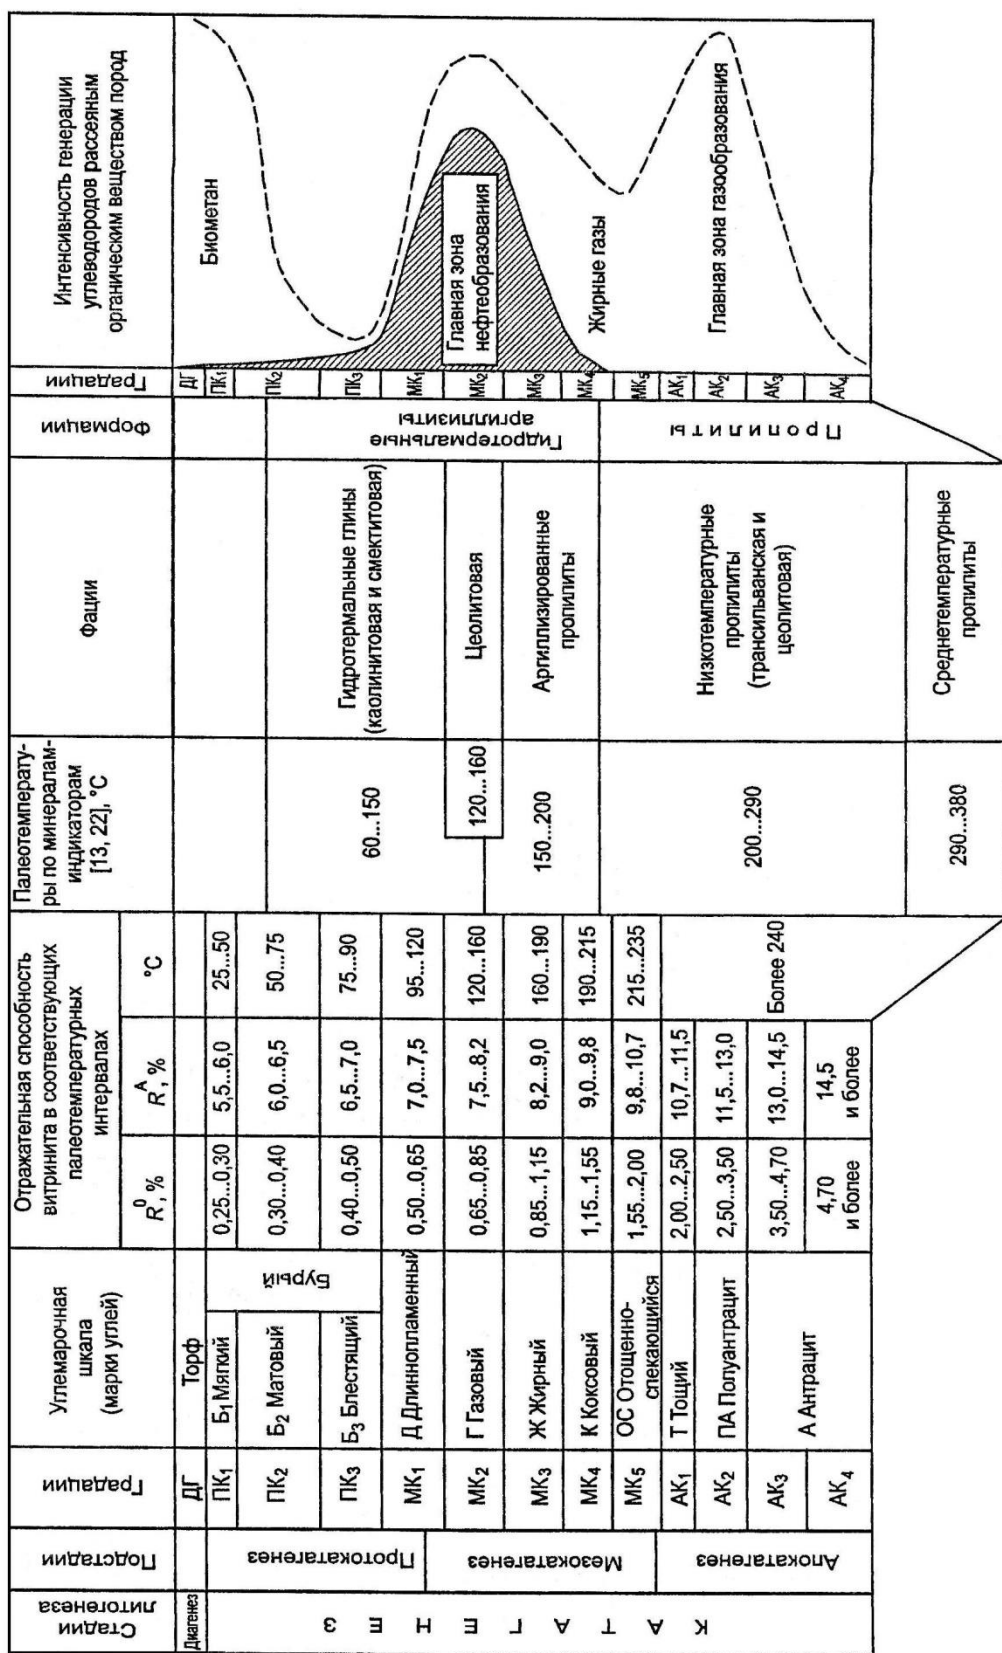 Стадии
литогенеза
Подстадии
Градации
Углемарочная
шкала
(марки углей)
Отражательная способность
витринита в соответствующих
палеотемпературных
интервалах
R⁰, %
Rᴬ, %
°C
Палеотемперату-
ры по минералам-
индикаторам
[13, 22], °C
Фации
Формации
Градации
Интенсивность генерации
углеводородов рассеяным
органическим веществом пород
Диагенез
ДГ
Торф
ДГ
КАТАГЕНЕЗ
Протокатагенез
ПК₁
Б₁ Мягкий
Бурый
0,25...0,30
5,5...6,0
25...50
ПК₁
Биометан
ПК₂
Б₂ Матовый
0,30...0,40
6,0...6,5
50...75
ПК₂
ПК₃
Б₃ Блестящий
0,40...0,50
6,5...7,0
75...90
ПК₃
60...150
Гидротермальные глины
(каолинитовая и смектитовая)
Гидротермальные
аргиллизиты
Мезокатагенез
МК₁
Д Длиннопламенный
0,50...0,65
7,0...7,5
95...120
МК₁
МК₂
Г Газовый
0,65...0,85
7,5...8,2
120...160
120...160
Цеолитовая
МК₂
Главная зона
нефтеобразования
МК₃
Ж Жирный
0,85...1,15
8,2...9,0
160...190
150...200
Аргиллизированные
пропилиты
МК₃
МК₄
К Коксовый
1,15...1,55
9,0...9,8
190...215
МК₄
Жирные газы
МК₅
ОС Отощенно-
спекающийся
1,55...2,00
9,8...10,7
215...235
МК₅
Апокатагенез
АК₁
Т Тощий
2,00...2,50
10,7...11,5
Более 240
200...290
Низкотемпературные
пропилиты
(трансильванская и
цеолитовая)
Пропилиты
АК₁
АК₂
ПА Полуантрацит
2,50...3,50
11,5...13,0
АК₂
Главная зона газообразования
АК₃
А Антрацит
3,50...4,70
13,0...14,5
АК₃
АК₄
4,70
и более
14,5
и более
АК₄
290...380
Среднетемпературные
пропилиты